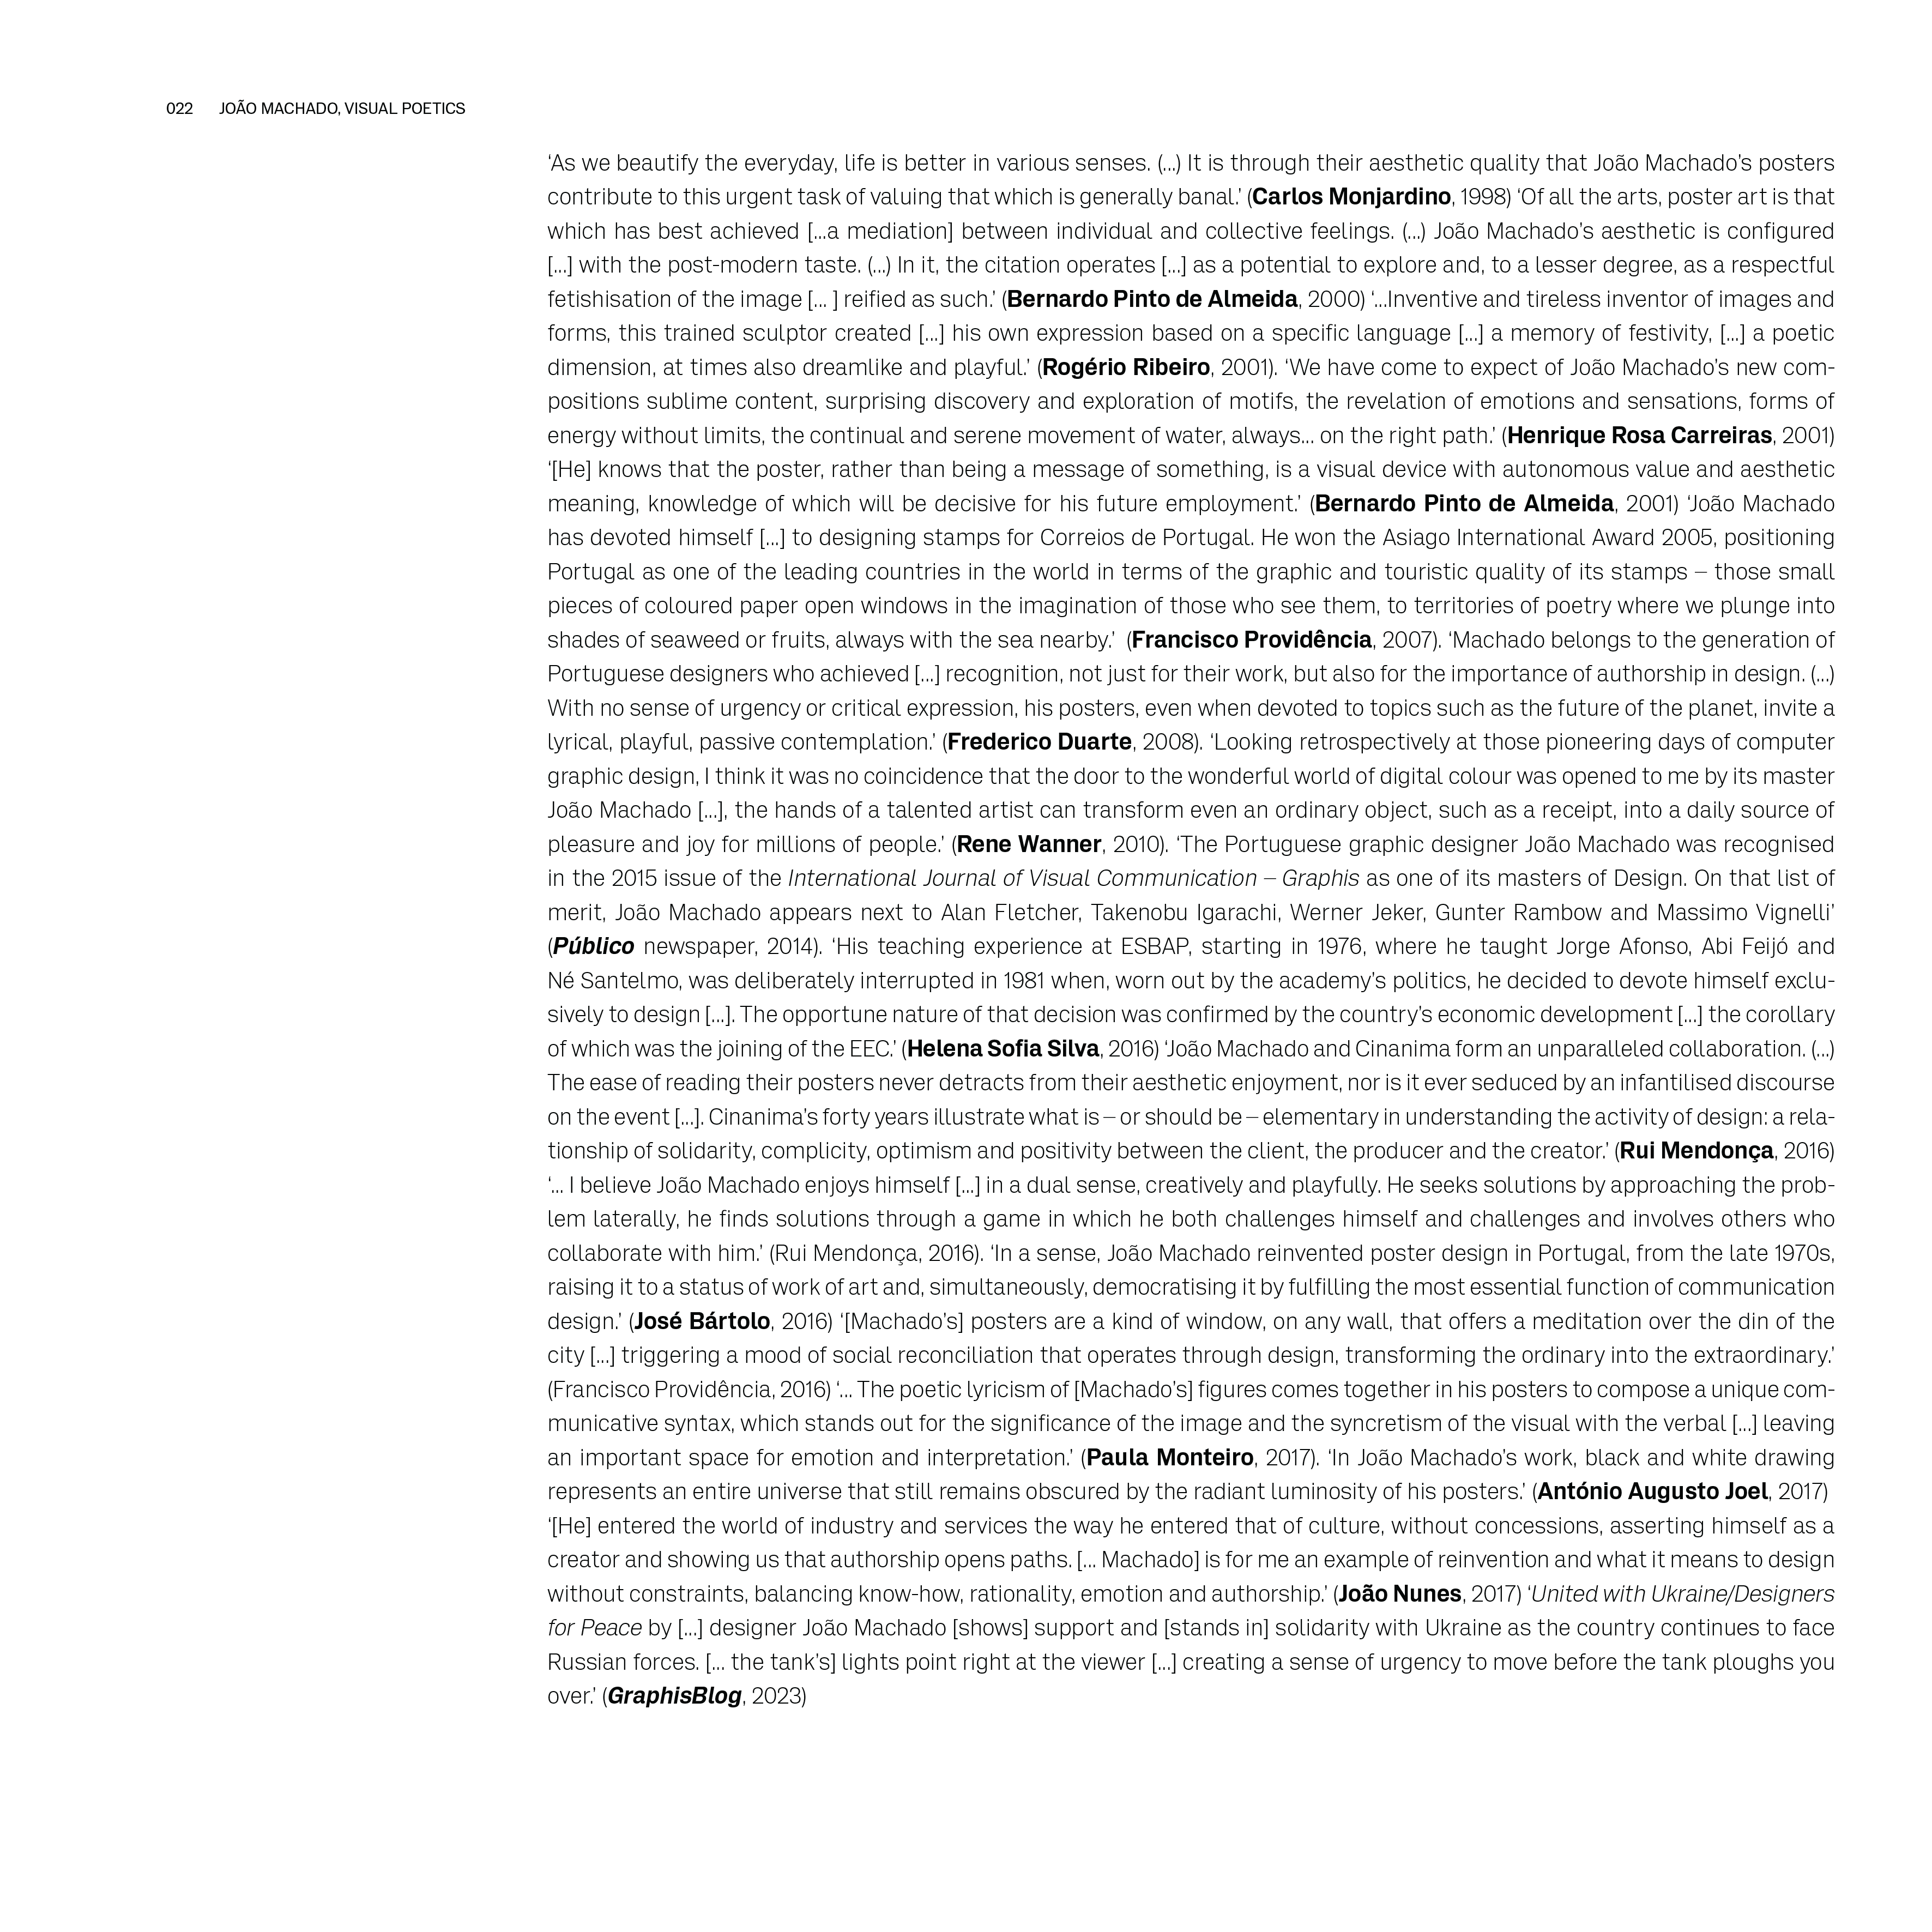 022 JOÃO MACHADO, VISUAL POETICS
‘As we beautify the everyday, life is better in various senses. (...) It is through their aesthetic quality that João Machado’s posters
contribute to this urgent task of valuing that which is generally banal.’ (Carlos Monjardino, 1998) ‘Of all the arts, poster art is that
which has best achieved [...a mediation] between individual and collective feelings. (...) João Machado’s aesthetic is configured
[...] with the post-modern taste. (...) In it, the citation operates [...] as a potential to explore and, to a lesser degree, as a respectful
fetishisation of the image [... ] reified as such.’ (Bernardo Pinto de Almeida, 2000) ‘...Inventive and tireless inventor of images and
forms, this trained sculptor created [...] his own expression based on a specific language [...] a memory of festivity, [...] a poetic
dimension, at times also dreamlike and playful.’ (Rogério Ribeiro, 2001). ‘We have come to expect of João Machado’s new com-
positions sublime content, surprising discovery and exploration of motifs, the revelation of emotions and sensations, forms of
energy without limits, the continual and serene movement of water, always... on the right path.’ (Henrique Rosa Carreiras, 2001)
‘[He] knows that the poster, rather than being a message of something, is a visual device with autonomous value and aesthetic
meaning, knowledge of which will be decisive for his future employment.’ (Bernardo Pinto de Almeida, 2001) ‘João Machado
has devoted himself [...] to designing stamps for Correios de Portugal. He won the Asiago International Award 2005, positioning
Portugal as one of the leading countries in the world in terms of the graphic and touristic quality of its stamps – those small
pieces of coloured paper open windows in the imagination of those who see them, to territories of poetry where we plunge into
shades of seaweed or fruits, always with the sea nearby.’ (Francisco Providência, 2007). ‘Machado belongs to the generation of
Portuguese designers who achieved [...] recognition, not just for their work, but also for the importance of authorship in design. (...)
With no sense of urgency or critical expression, his posters, even when devoted to topics such as the future of the planet, invite a
lyrical, playful, passive contemplation.’ (Frederico Duarte, 2008). ‘Looking retrospectively at those pioneering days of computer
graphic design, I think it was no coincidence that the door to the wonderful world of digital colour was opened to me by its master
João Machado [...], the hands of a talented artist can transform even an ordinary object, such as a receipt, into a daily source of
pleasure and joy for millions of people.’ (Rene Wanner, 2010). ‘The Portuguese graphic designer João Machado was recognised
in the 2015 issue of the International Journal of Visual Communication – Graphis as one of its masters of Design. On that list of
merit, João Machado appears next to Alan Fletcher, Takenobu Igarachi, Werner Jeker, Gunter Rambow and Massimo Vignelli’
(Público newspaper, 2014). ‘His teaching experience at ESBAP, starting in 1976, where he taught Jorge Afonso, Abi Feijó and
Né Santelmo, was deliberately interrupted in 1981 when, worn out by the academy’s politics, he decided to devote himself exclu-
sively to design [...]. The opportune nature of that decision was confirmed by the country’s economic development [...] the corollary
of which was the joining of the EEC.’ (Helena Sofia Silva, 2016) ‘João Machado and Cinanima form an unparalleled collaboration. (...)
The ease of reading their posters never detracts from their aesthetic enjoyment, nor is it ever seduced by an infantilised discourse
on the event [...]. Cinanima’s forty years illustrate what is – or should be – elementary in understanding the activity of design: a rela-
tionship of solidarity, complicity, optimism and positivity between the client, the producer and the creator.’ (Rui Mendonça, 2016)
‘... I believe João Machado enjoys himself [...] in a dual sense, creatively and playfully. He seeks solutions by approaching the prob-
lem laterally, he finds solutions through a game in which he both challenges himself and challenges and involves others who
collaborate with him.’ (Rui Mendonça, 2016). ‘In a sense, João Machado reinvented poster design in Portugal, from the late 1970s,
raising it to a status of work of art and, simultaneously, democratising it by fulfilling the most essential function of communication
design.’ (José Bártolo, 2016) ‘[Machado’s] posters are a kind of window, on any wall, that offers a meditation over the din of the
city [...] triggering a mood of social reconciliation that operates through design, transforming the ordinary into the extraordinary.’
(Francisco Providência, 2016) ‘... The poetic lyricism of [Machado’s] figures comes together in his posters to compose a unique com-
municative syntax, which stands out for the significance of the image and the syncretism of the visual with the verbal [...] leaving
an important space for emotion and interpretation.’ (Paula Monteiro, 2017). ‘In João Machado’s work, black and white drawing
represents an entire universe that still remains obscured by the radiant luminosity of his posters.’ (António Augusto Joel, 2017)
‘[He] entered the world of industry and services the way he entered that of culture, without concessions, asserting himself as a
creator and showing us that authorship opens paths. [... Machado] is for me an example of reinvention and what it means to design
without constraints, balancing know-how, rationality, emotion and authorship.’ (João Nunes, 2017) ‘United with Ukraine/Designers
for Peace by [...] designer João Machado [shows] support and [stands in] solidarity with Ukraine as the country continues to face
Russian forces. [... the tank’s] lights point right at the viewer [...] creating a sense of urgency to move before the tank ploughs you
over.’ (GraphisBlog, 2023)